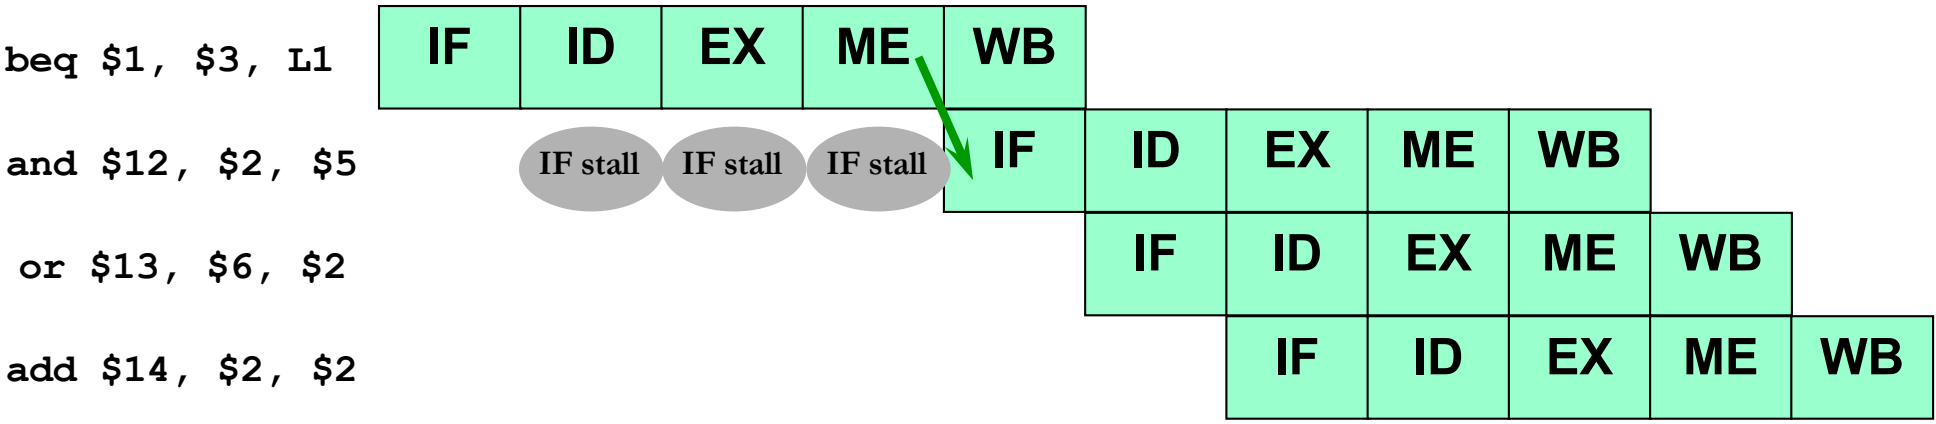 beq $1, $3, L1 IF ID EX ME WB
and $12, $2, $5 IF stall IF stall IF stall IF ID EX ME WB
or $13, $6, $2 IF ID EX ME WB
add $14, $2, $2 IF ID EX ME WB